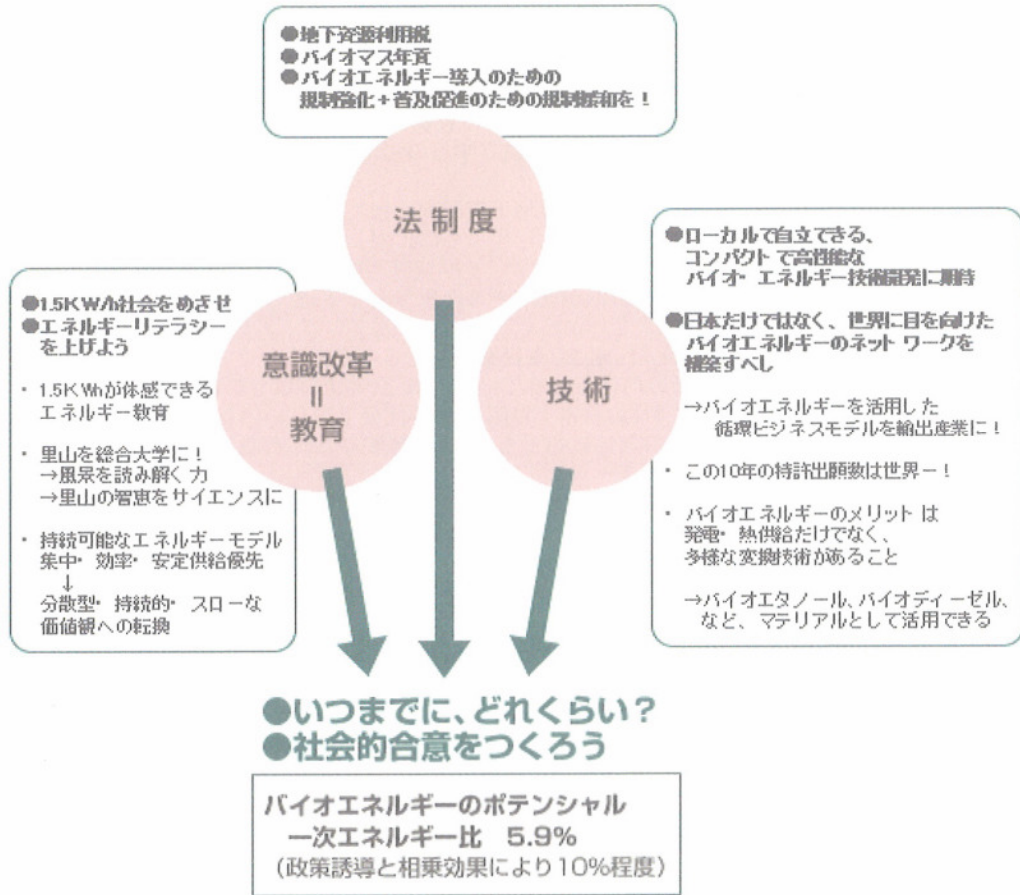 ●地下資源利用税
●バイオマス年貢
●バイオエネルギー導入のための
規制強化+普及促進のための規制緩和を!
法制度
●1.5KW/h社会をめざせ
●エネルギーリテラシー
を上げよう
・ 1.5KWhが体感できる
エネルギー教育
・ 里山を総合大学に!
→風景を読み解く力
→里山の智恵をサイエンスに
・ 持続可能なエネルギーモデル
集中・効率・安定供給優先
↓
分散型・持続的・スローな
価値観への転換
意識改革
=
教育
技術
●ローカルで自立できる、
コンパクトで高性能な
バイオ・エネルギー技術開発に期待
●日本だけではなく、世界に目を向けた
バイオエネルギーのネットワークを
構築すべし
→バイオエネルギーを活用した
循環ビジネスモデルを輸出産業に!
・ この10年の特許出願数は世界一!
・ バイオエネルギーのメリットは
発電・熱供給だけでなく、
多様な変換技術があること
→バイオエタノール、バイオディーゼル、
など、マテリアルとして活用できる
●いつまでに、どれくらい?
●社会的合意をつくろう
バイオエネルギーのポテンシャル
一次エネルギー比 5.9%
(政策誘導と相乗効果により10%程度)